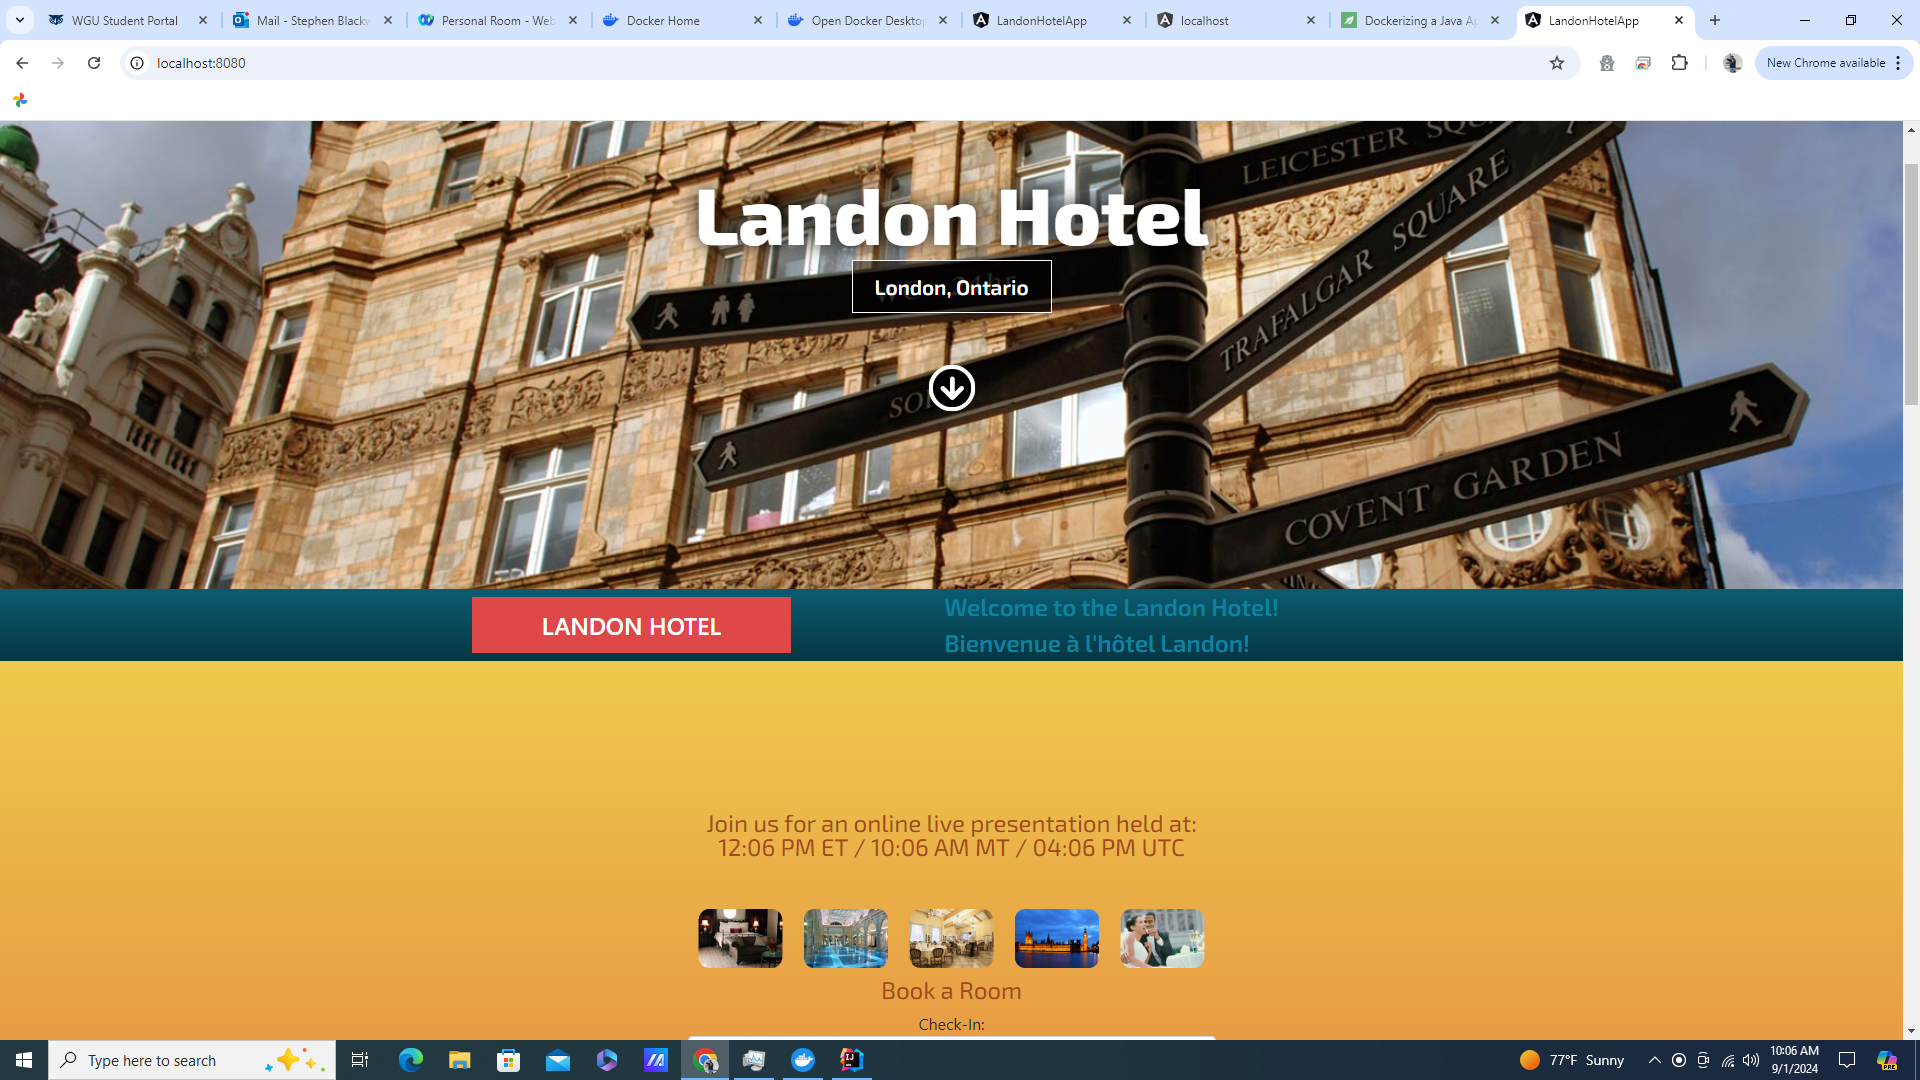 WGU Student Portal
Mail - Stephen Blackw
Personal Room - Web
Docker Home
Open Docker Desktop
LandonHotelApp
localhost
Dockerizing a Java Ap
LandonHotelApp
localhost:8080
New Chrome available
LEICESTER SQU
TRAFALGAR SQUARE
Landon Hotel
London, Ontario
SO
COVENT GARDEN
LANDON HOTEL
Welcome to the Landon Hotel!
Bienvenue à l'hôtel Landon!
Join us for an online live presentation held at:
12:06 PM ET / 10:06 AM MT / 04:06 PM UTC
Book a Room
Check-In:
Type here to search
77°F Sunny
10:06 AM
9/1/2024